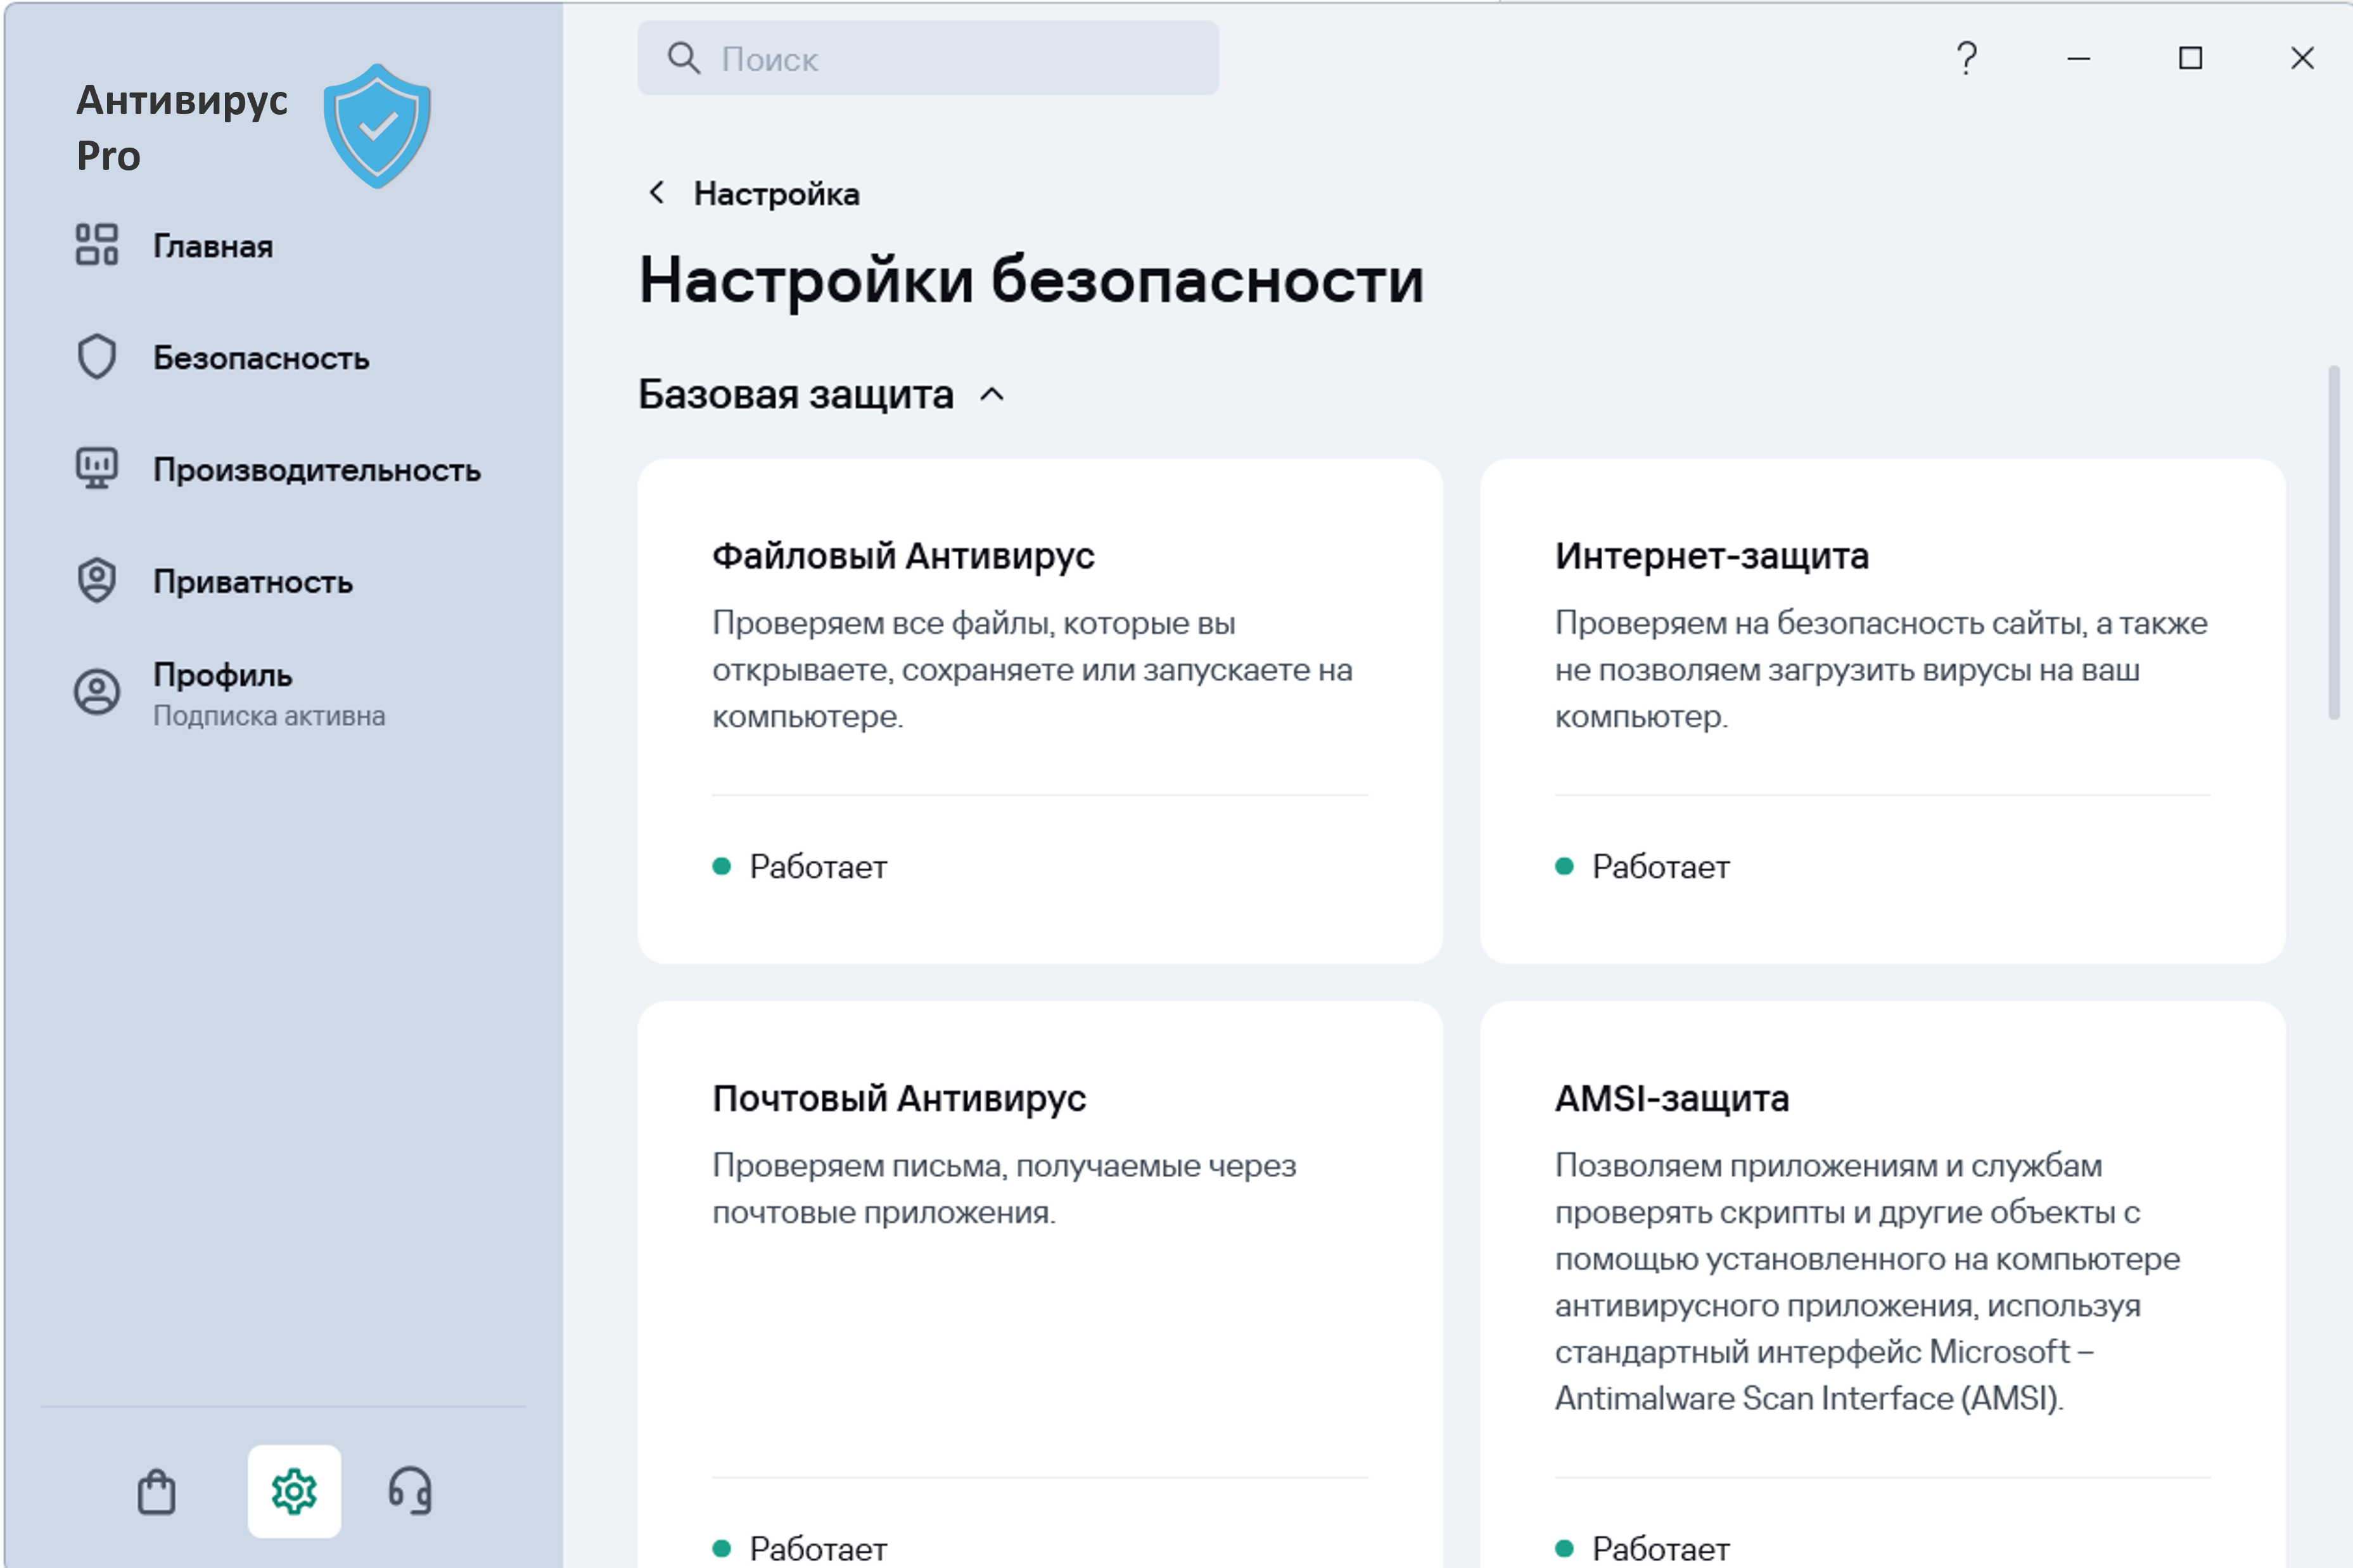 Антивирус
Pro
Главная
Безопасность
Производительность
Приватность
Профиль
Подписка активна
Поиск
?
Настройка
Настройки безопасности
Базовая защита
Файловый Антивирус
Проверяем все файлы, которые вы
открываете, сохраняете или запускаете на
компьютере.
Работает
Интернет-защита
Проверяем на безопасность сайты, а также
не позволяем загрузить вирусы на ваш
компьютер.
Работает
Почтовый Антивирус
Проверяем письма, получаемые через
почтовые приложения.
Работает
AMSI-защита
Позволяем приложениям и службам
проверять скрипты и другие объекты с
помощью установленного на компьютере
антивирусного приложения, используя
стандартный интерфейс Microsoft –
Antimalware Scan Interface (AMSI).
Работает